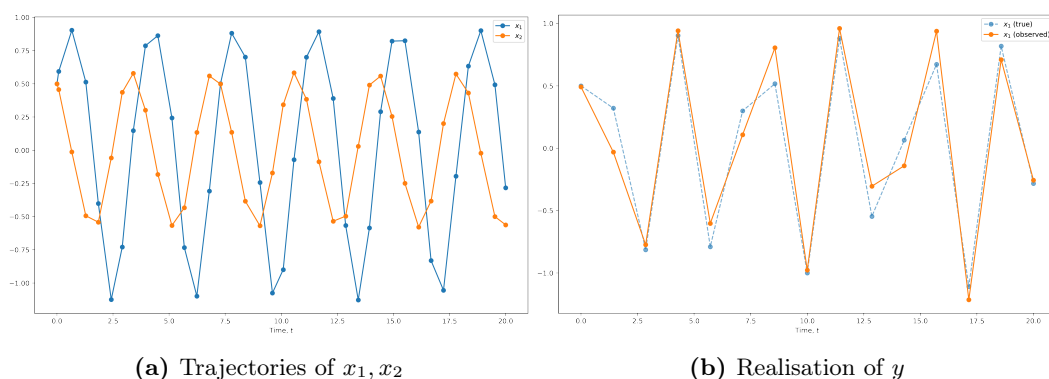 1.00
0.75
0.50
0.25
0.00
−0.25
−0.50
−0.75
−1.00
x₁
x₂
0.0 2.5 5.0 7.5 10.0 12.5 15.0 17.5 20.0
Time, t
(a) Trajectories of x₁, x₂
1.0
0.5
0.0
−0.5
−1.0
x₁ (true)
x₁ (observed)
0.0 2.5 5.0 7.5 10.0 12.5 15.0 17.5 20.0
Time, t
(b) Realisation of y